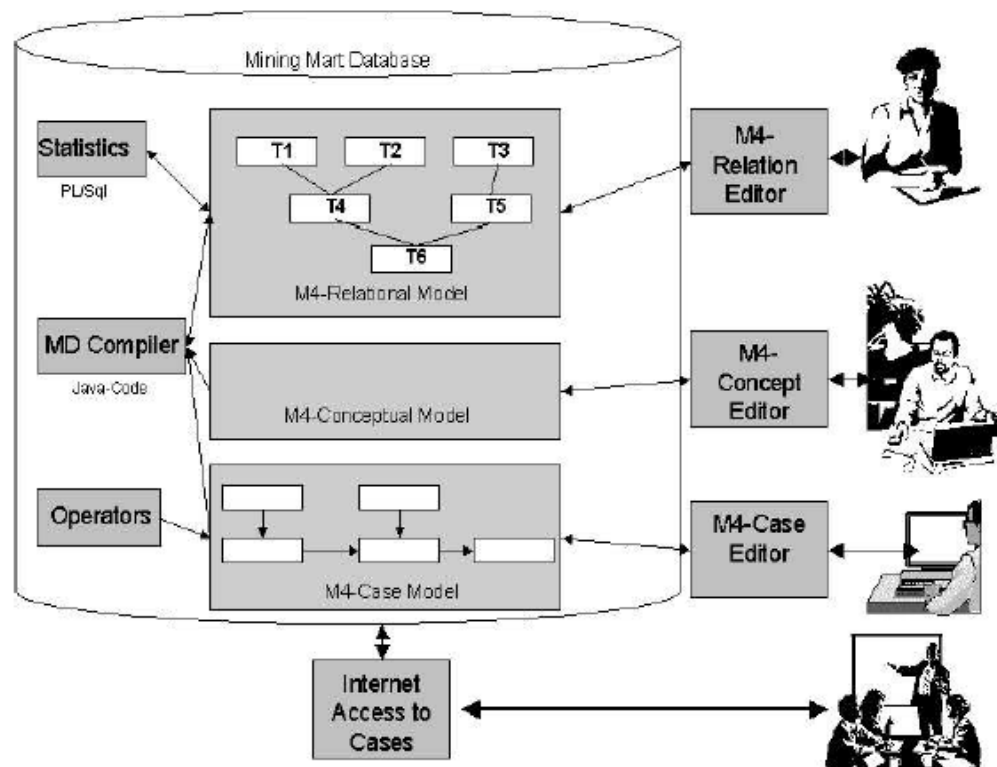 Mining Mart Database
Statistics
PL/Sql
T1
T2
T3
T4
T5
T6
M4-Relational Model
M4-
Relation
Editor
MD Compiler
Java-Code
M4-Conceptual Model
M4-
Concept
Editor
Operators
M4-Case Model
M4-Case
Editor
Internet
Access to
Cases